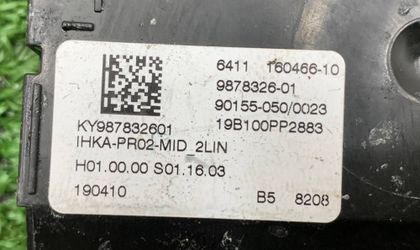 6411 160466-10
9878326-01
90155-050/0023
KY987832601 19B100PP2883
IHKA-PR02-MID_2LIN
H01.00.00 S01.16.03
190410 B5 8208